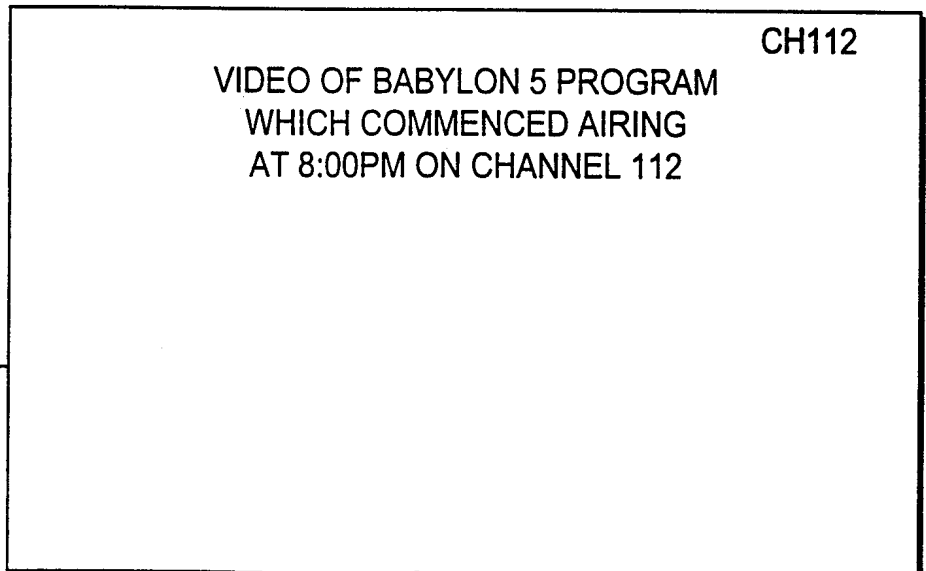 CH112
VIDEO OF BABYLON 5 PROGRAM
WHICH COMMENCED AIRING
AT 8:00PM ON CHANNEL 112